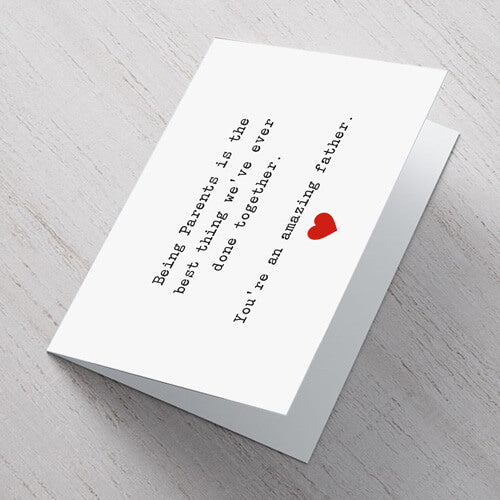 Being Parents is the
best thing we've ever
done together.
You're an amazing father.